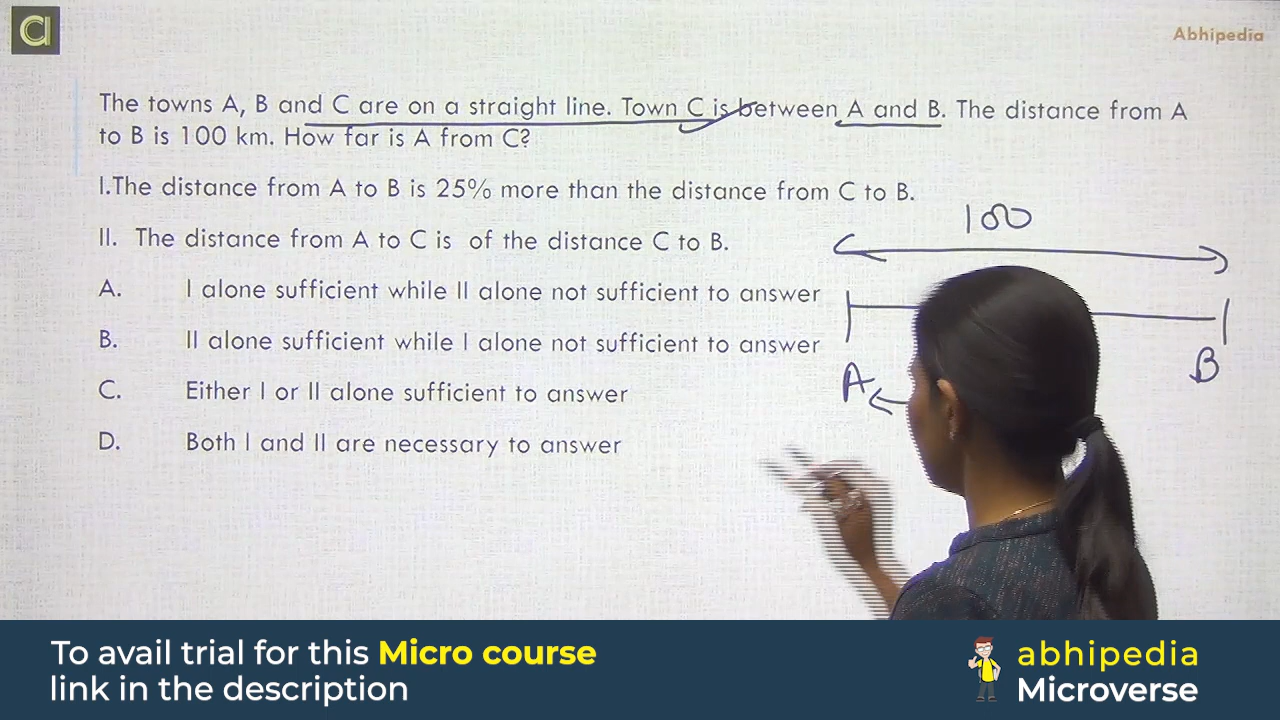 a
Abhipedia
The towns A, B and C are on a straight line. Town C is between A and B. The distance from A
to B is 100 km. How far is A from C?
I.The distance from A to B is 25% more than the distance from C to B.
100
II. The distance from A to C is of the distance C to B.
A. I alone sufficient while II alone not sufficient to answer
B. II alone sufficient while I alone not sufficient to answer
A
B
C. Either I or II alone sufficient to answer
D. Both I and II are necessary to answer
To avail trial for this Micro course
link in the description
abhipedia
Microverse